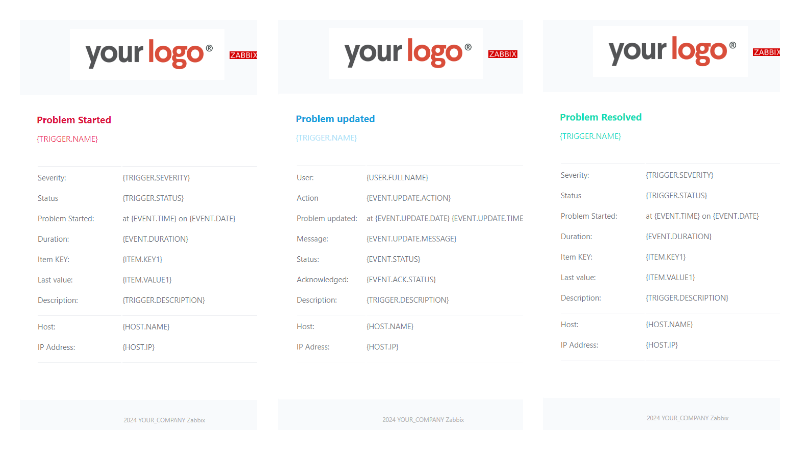 your logo®
ZABBIX
Problem Started
{TRIGGER.NAME}
Severity: {TRIGGER.SEVERITY}
Status {TRIGGER.STATUS}
Problem Started: at {EVENT.TIME} on {EVENT.DATE}
Duration: {EVENT.DURATION}
Item KEY: {ITEM.KEY1}
Last value: {ITEM.VALUE1}
Description: {TRIGGER.DESCRIPTION}
Host: {HOST.NAME}
IP Address: {HOST.IP}
2024 YOUR_COMPANY Zabbix
your logo®
ZABBIX
Problem updated
{TRIGGER.NAME}
User: {USER.FULLNAME}
Action {EVENT.UPDATE.ACTION}
Problem updated: at {EVENT.UPDATE.DATE} {EVENT.UPDATE.TIME
Message: {EVENT.UPDATE.MESSAGE}
Status: {EVENT.STATUS}
Acknowledged: {EVENT.ACK.STATUS}
Description: {TRIGGER.DESCRIPTION}
Host: {HOST.NAME}
IP Adress: {HOST.IP}
2024 YOUR_COMPANY Zabbix
your logo®
ZABBIX
Problem Resolved
{TRIGGER.NAME}
Severity: {TRIGGER.SEVERITY}
Status {TRIGGER.STATUS}
Problem Started: at {EVENT.TIME} on {EVENT.DATE}
Duration: {EVENT.DURATION}
Item KEY: {ITEM.KEY1}
Last value: {ITEM.VALUE1}
Description: {TRIGGER.DESCRIPTION}
Host: {HOST.NAME}
IP Address: {HOST.IP}
2024 YOUR_COMPANY Zabbix